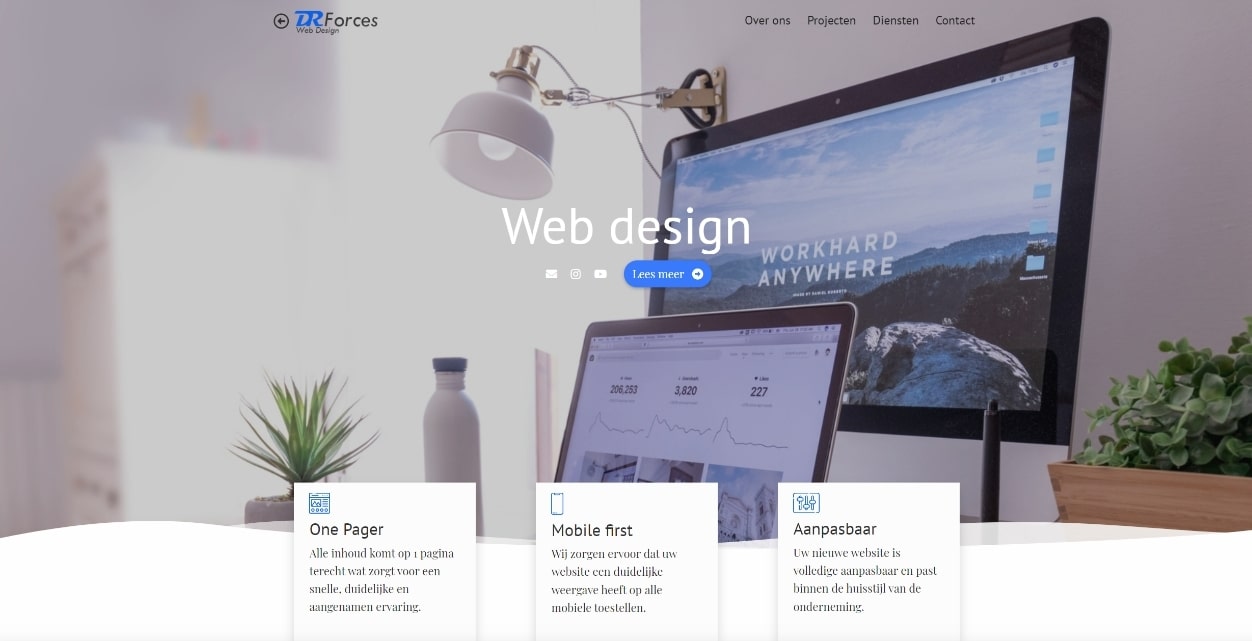 DRForces
Web Design
Over ons Projecten Diensten Contact
Web design
Lees meer
WORKHARD
ANYWHERE
206,253 3,820 227
One Pager
Alle inhoud komt op 1 pagina
terecht wat zorgt voor een
snelle, duidelijke en
aangenamen ervaring.
Mobile first
Wij zorgen ervoor dat uw
website een duidelijke
weergave heeft op alle
mobiele toestellen.
Aanpasbaar
Uw nieuwe website is
volledige aanpasbaar en past
binnen de huisstijl van de
onderneming.